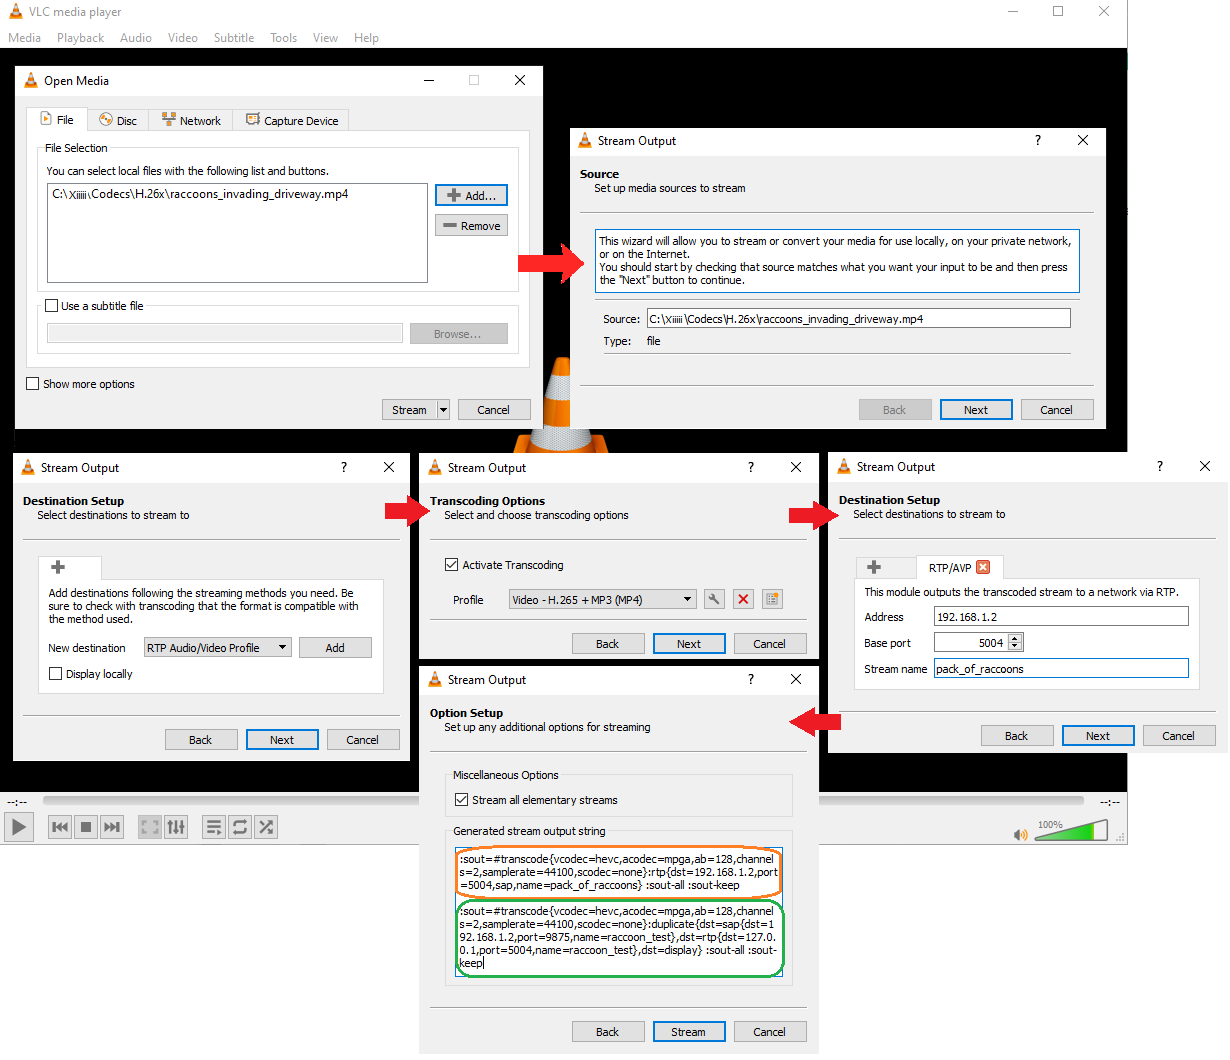 VLC media player
Media Playback Audio Video Subtitle Tools View Help
Open Media
File Disc Network Capture Device
File Selection
You can select local files with the following list and buttons.
C:\Xiiiii\Codecs\H.26x\raccoons_invading_driveway.mp4
Add...
Remove
Use a subtitle file
Browse...
Show more options
Stream Cancel
Stream Output ?
Source
Set up media sources to stream
This wizard will allow you to stream or convert your media for use locally, on your private network,
or on the Internet.
You should start by checking that source matches what you want your input to be and then press
the "Next" button to continue.
Source: C:\Xiiiii\Codecs\H.26x\raccoons_invading_driveway.mp4
Type: file
Back Next Cancel
Stream Output ?
Destination Setup
Select destinations to stream to
Add destinations following the streaming methods you need. Be
sure to check with transcoding that the format is compatible with
the method used.
New destination RTP Audio/Video Profile Add
Display locally
Back Next Cancel
Stream Output ?
Transcoding Options
Select and choose transcoding options
Activate Transcoding
Profile Video - H.265 + MP3 (MP4)
Back Next Cancel
Stream Output ?
Destination Setup
Select destinations to stream to
RTP/AVP
This module outputs the transcoded stream to a network via RTP.
Address 192.168.1.2
Base port 5004
Stream name pack_of_raccoons
Back Next Cancel
Stream Output ?
Option Setup
Set up any additional options for streaming
Miscellaneous Options
Stream all elementary streams
Generated stream output string
:sout=#transcode{vcodec=hevc,acodec=mpga,ab=128,channel
s=2,samplerate=44100,scodec=none}:rtp{dst=192.168.1.2,port
=5004,sap,name=pack_of_raccoons} :sout-all :sout-keep
:sout=#transcode{vcodec=hevc,acodec=mpga,ab=128,channel
s=2,samplerate=44100,scodec=none}:duplicate{dst=sap{dst=1
92.168.1.2,port=9875,name=raccoon_test},dst=rtp{dst=127.0.
0.1,port=5004,name=raccoon_test},dst=display} :sout-all :sout-
keep
Back Stream Cancel
--:-- --:--
100%